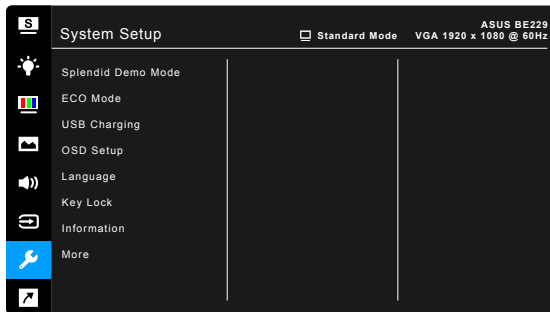 S
System Setup
Standard Mode
ASUS BE229
VGA 1920 x 1080 @ 60Hz
Splendid Demo Mode
ECO Mode
USB Charging
OSD Setup
Language
Key Lock
Information
More